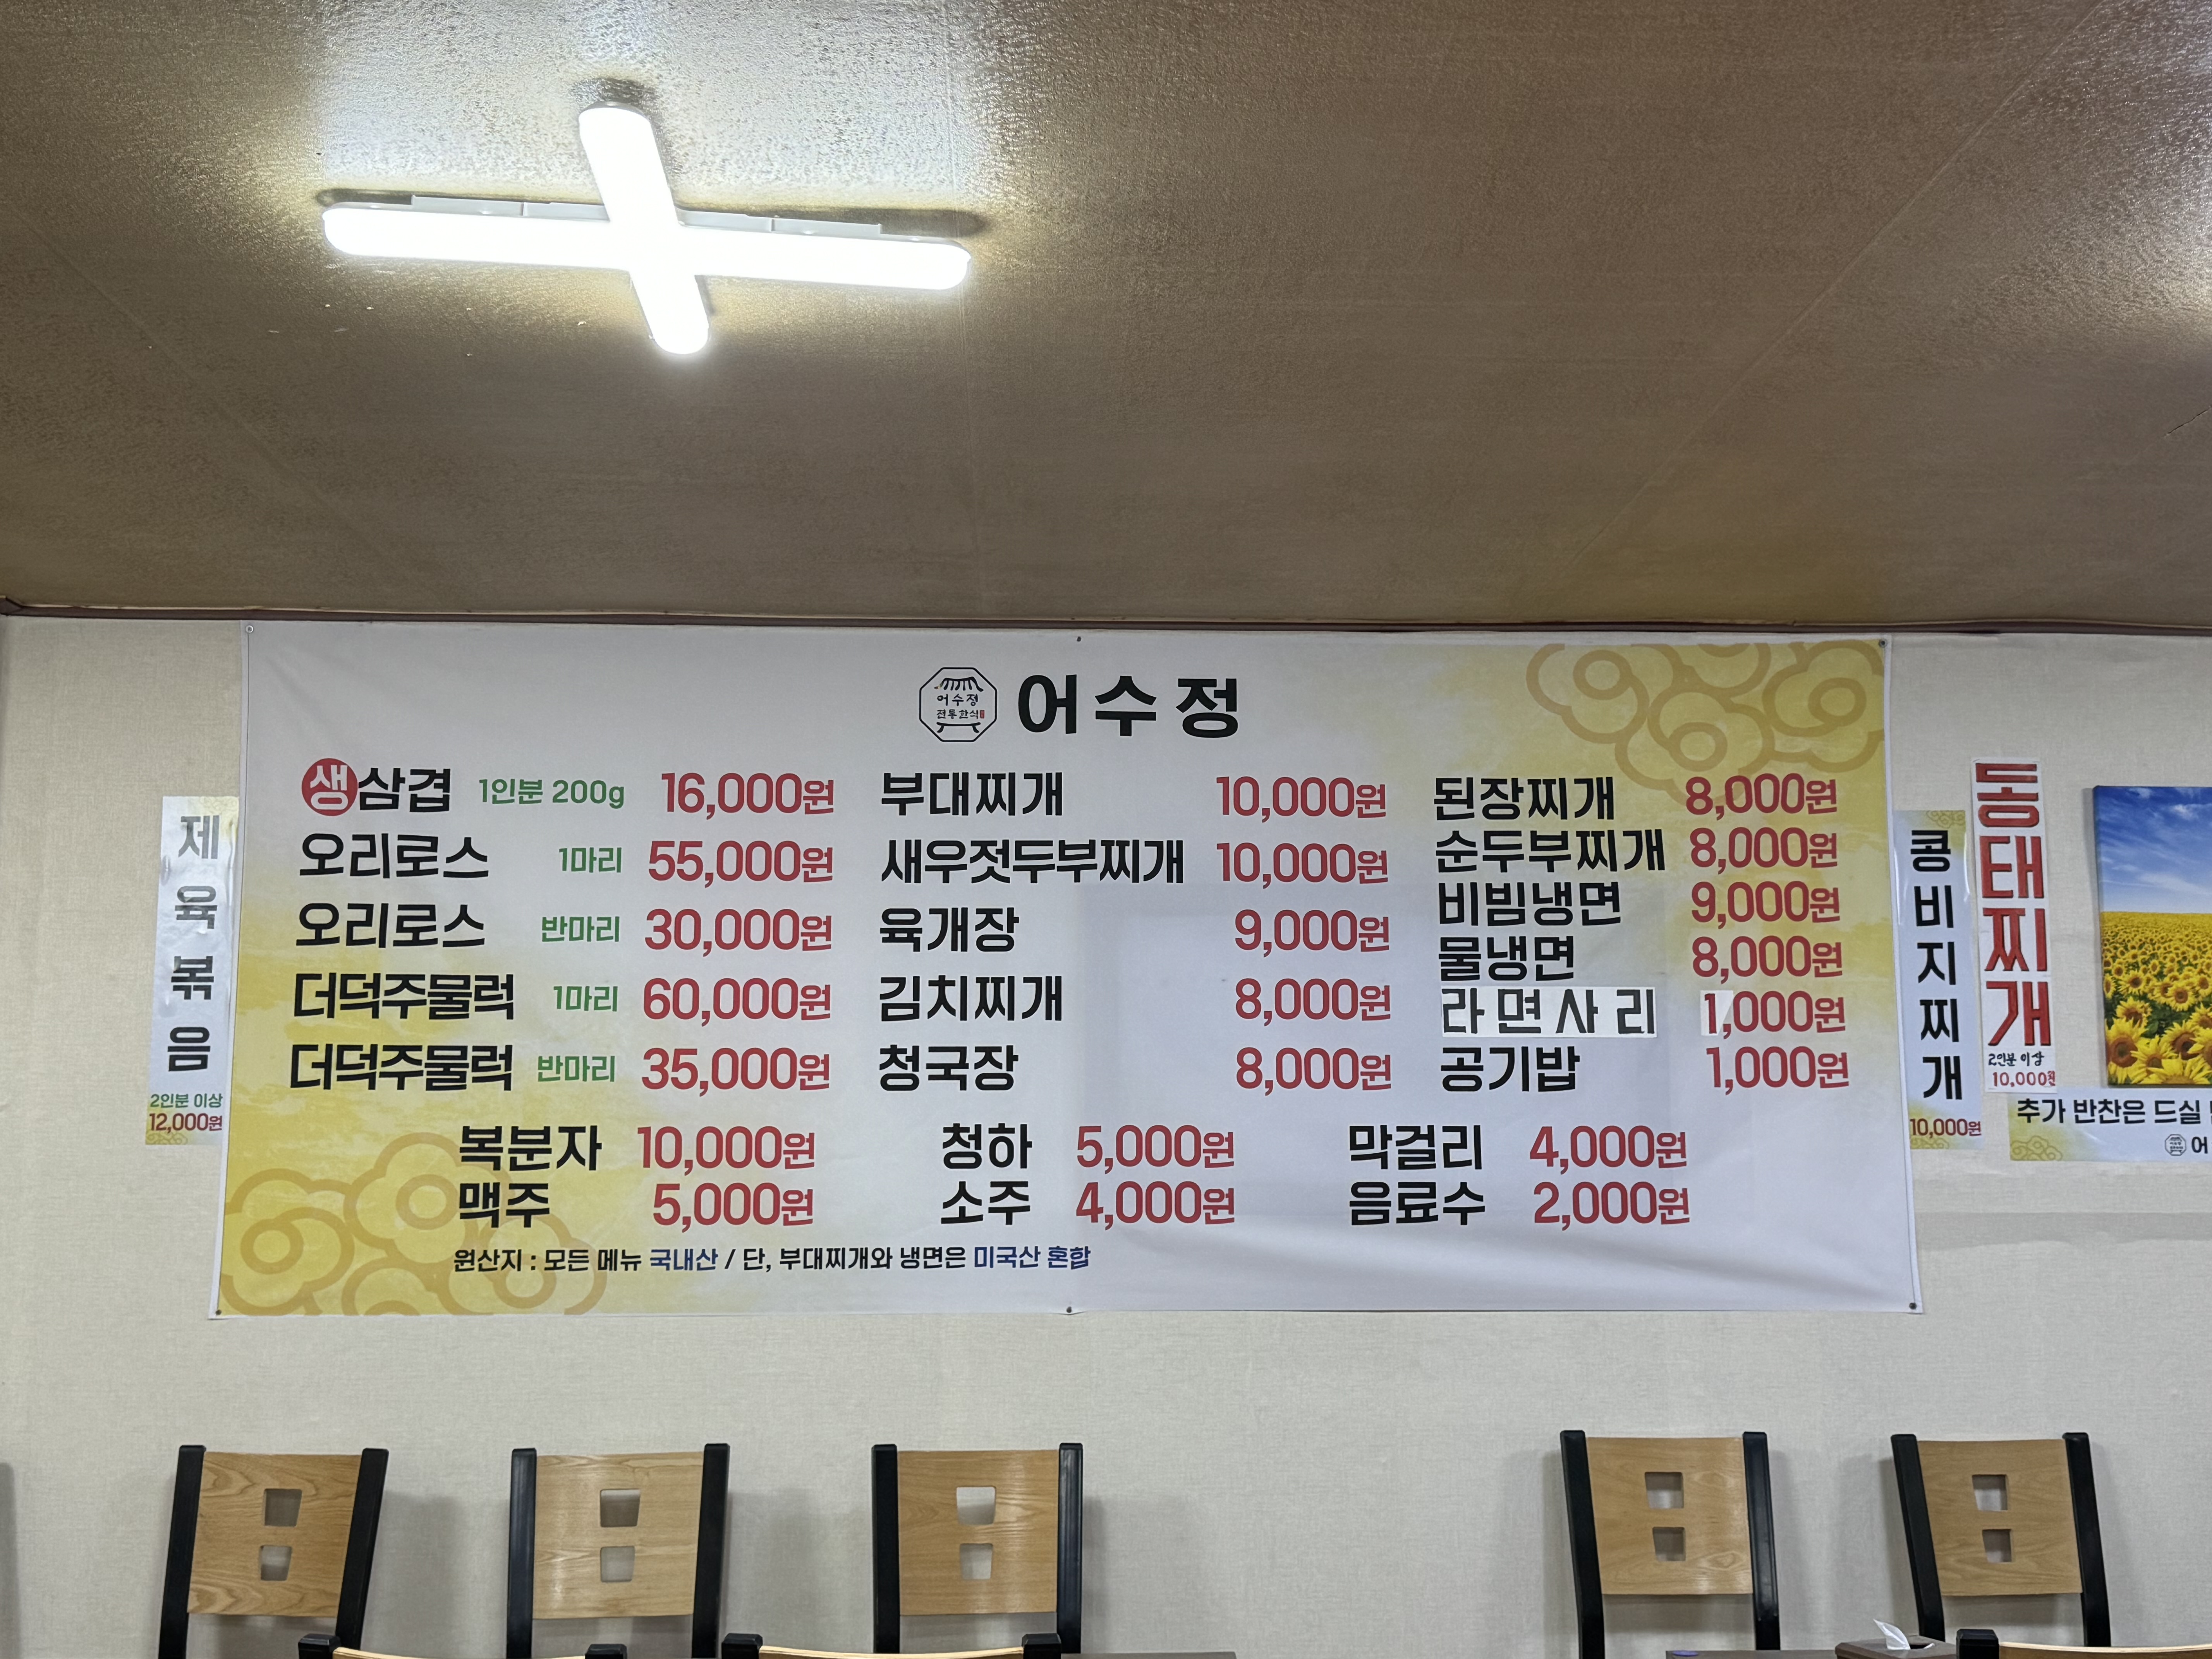 어수정
전통한식
어수정
생삼겹 1인분 200g 16,000원
오리로스 1마리 55,000원
오리로스 반마리 30,000원
더덕주물럭 1마리 60,000원
더덕주물럭 반마리 35,000원
부대찌개 10,000원
새우젓두부찌개 10,000원
육개장 9,000원
김치찌개 8,000원
청국장 8,000원
된장찌개 8,000원
순두부찌개 8,000원
비빔냉면 9,000원
물냉면 8,000원
라면사리 1,000원
공기밥 1,000원
복분자 10,000원
맥주 5,000원
청하 5,000원
소주 4,000원
막걸리 4,000원
음료수 2,000원
원산지 : 모든 메뉴 국내산 / 단, 부대찌개와 냉면은 미국산 혼합
제육볶음
2인분 이상
12,000원
콩비지찌개
10,000원
동태찌개
2인분 이상
10,000원
추가 반찬은 드실
어